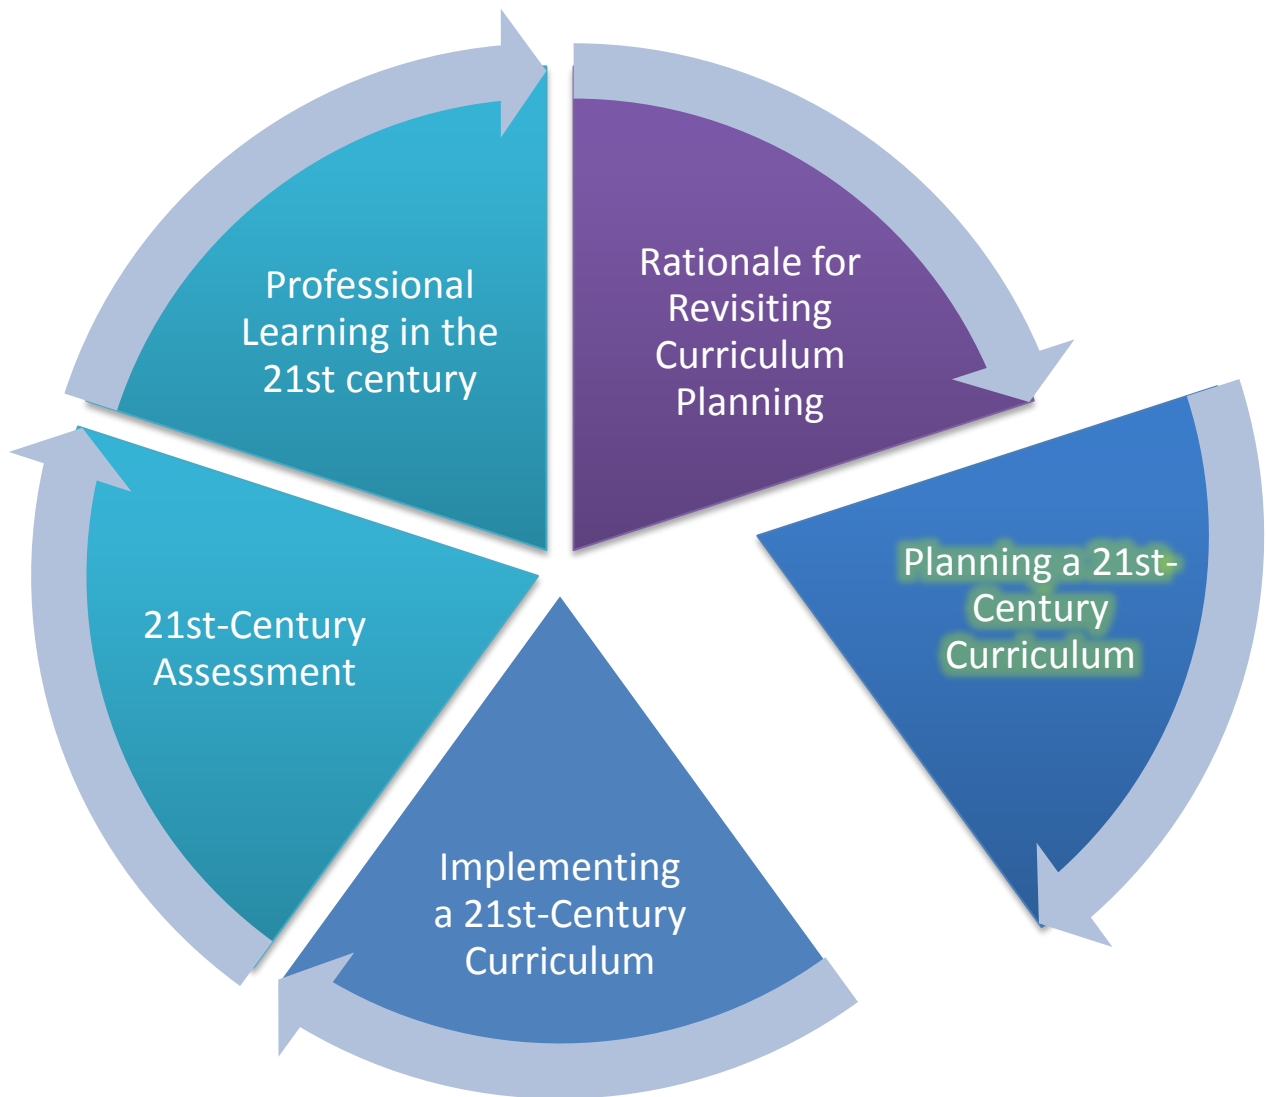 Rationale for
Revisiting
Curriculum
Planning
Planning a 21st-
Century
Curriculum
Implementing
a 21st-Century
Curriculum
21st-Century
Assessment
Professional
Learning in the
21st century